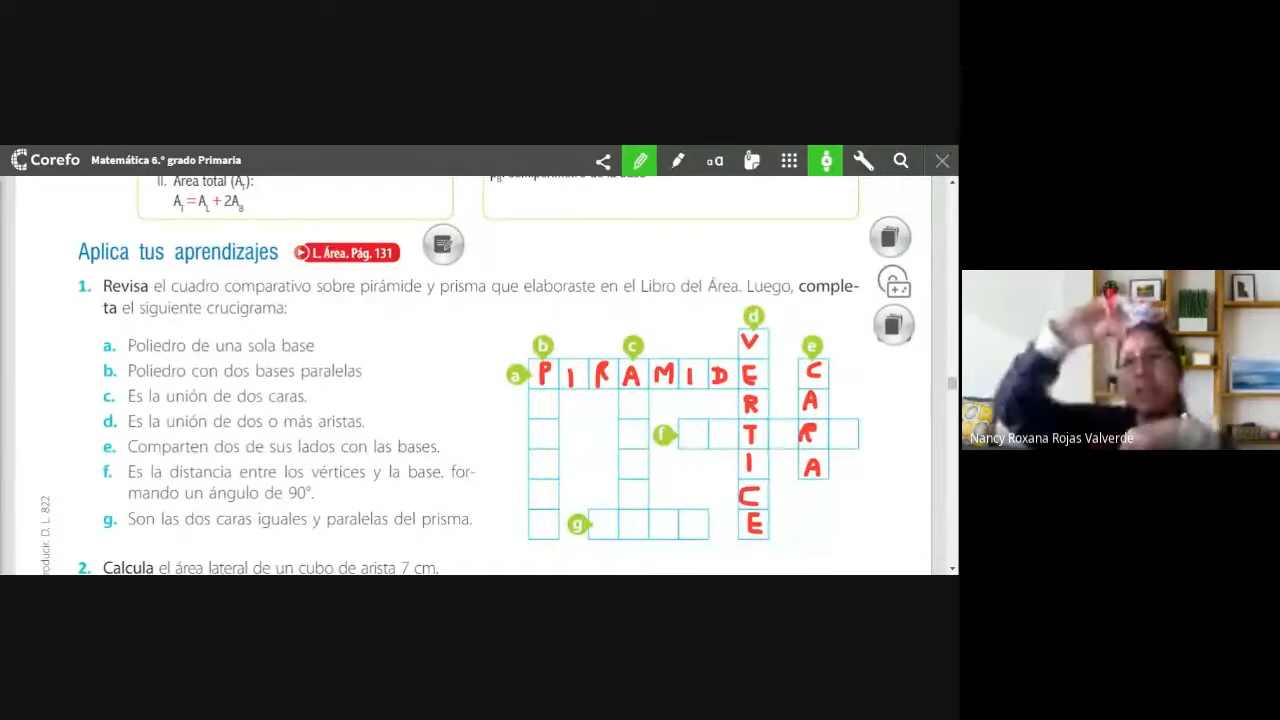 Corefo Matemática 6.° grado Primaria
II. Área total (AT):
AT = AL + 2AB
Aplica tus aprendizajes
L. Área. Pág. 131
1. Revisa el cuadro comparativo sobre pirámide y prisma que elaboraste en el Libro del Área. Luego, comple-
ta el siguiente crucigrama:
a. Poliedro de una sola base
b. Poliedro con dos bases paralelas
c. Es la unión de dos caras.
d. Es la unión de dos o más aristas.
e. Comparten dos de sus lados con las bases.
f. Es la distancia entre los vértices y la base. for-
mando un ángulo de 90°.
g. Son las dos caras iguales y paralelas del prisma.
a
b
c
d
e
f
g
PIRAMIDE
VERTICE
CARA
2. Calcula el área lateral de un cubo de arista 7 cm.
roducir. D. L. 822
aa
Nancy Roxana Rojas Valverde